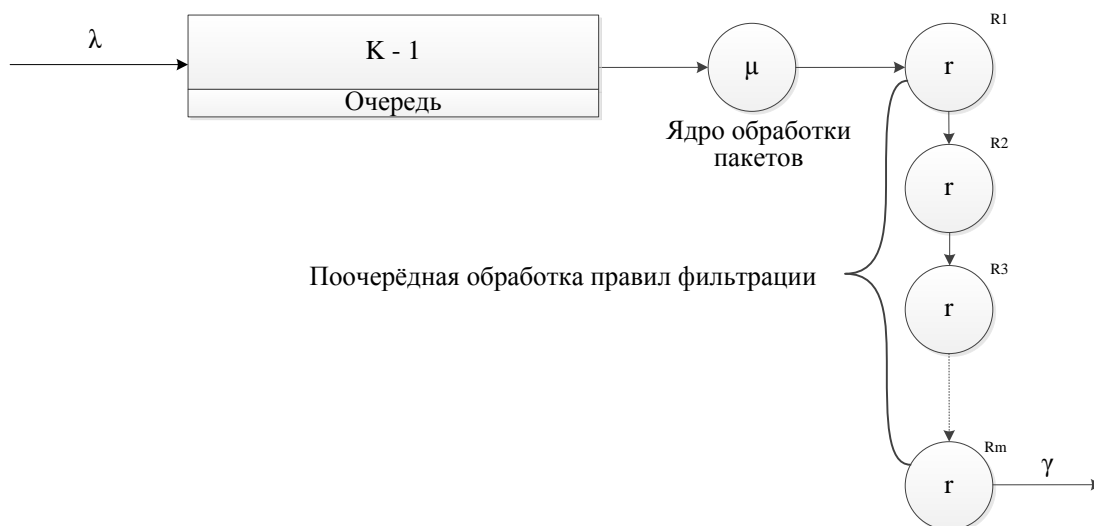 λ
K - 1
Очередь
μ
Ядро обработки
пакетов
R1
r
R2
r
R3
r
Поочерёдная обработка правил фильтрации
Rm
r
γ